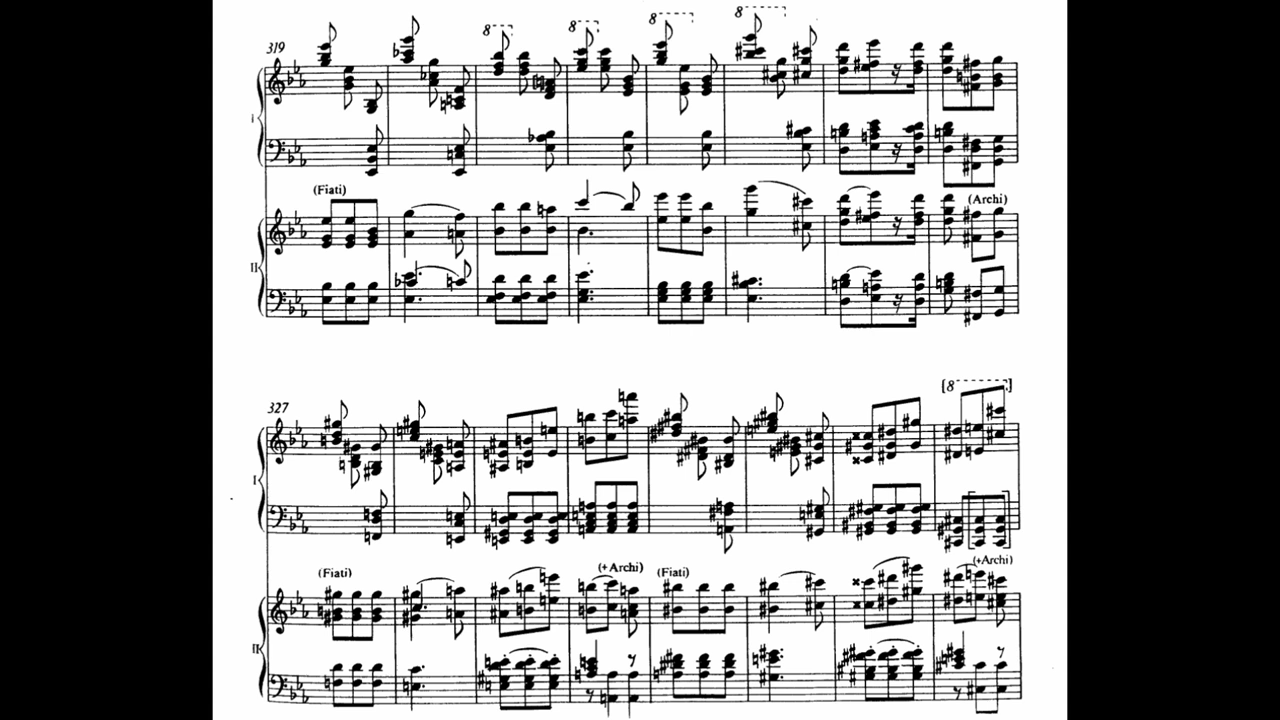 8
8
8
8
319
I
(Fiati)
(Archi)
II
[8
327
I
(Fiati)
(+Archi)
(Fiati)
(+Archi)
II